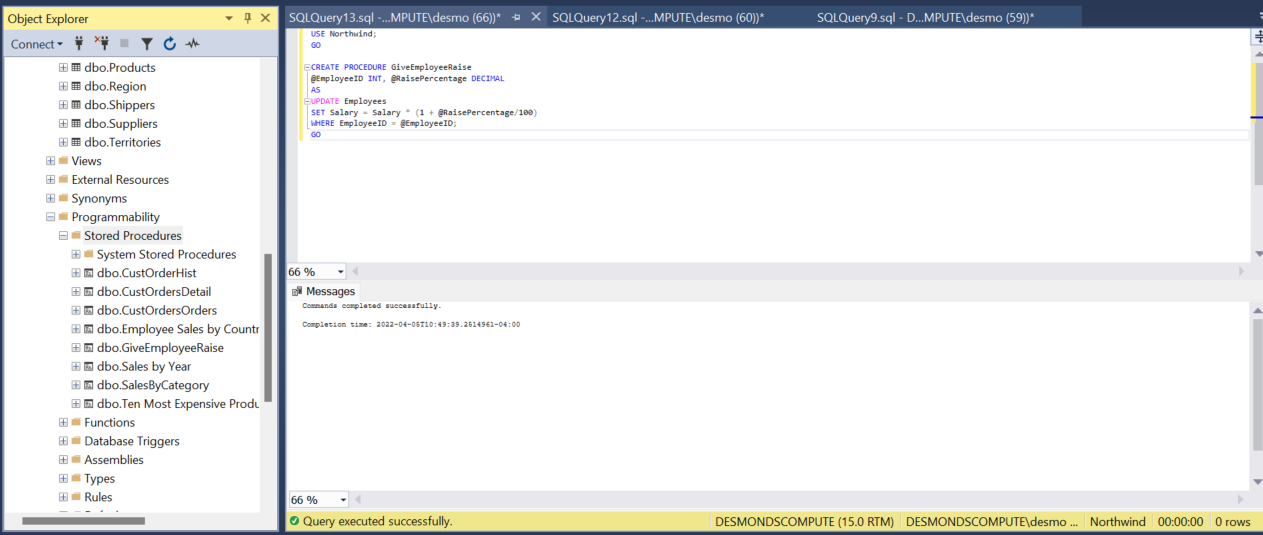 Object Explorer
Connect
dbo.Products
dbo.Region
dbo.Shippers
dbo.Suppliers
dbo.Territories
Views
External Resources
Synonyms
Programmability
Stored Procedures
System Stored Procedures
dbo.CustOrderHist
dbo.CustOrdersDetail
dbo.CustOrdersOrders
dbo.Employee Sales by Countr
dbo.GiveEmployeeRaise
dbo.Sales by Year
dbo.SalesByCategory
dbo.Ten Most Expensive Produ
Functions
Database Triggers
Assemblies
Types
Rules
SQLQuery13.sql -...MPUTE\desmo (66))* SQLQuery12.sql -...MPUTE\desmo (60))* SQLQuery9.sql - D...MPUTE\desmo (59))*
USE Northwind;
GO
CREATE PROCEDURE GiveEmployeeRaise
@EmployeeID INT, @RaisePercentage DECIMAL
AS
UPDATE Employees
SET Salary = Salary * (1 + @RaisePercentage/100)
WHERE EmployeeID = @EmployeeID;
GO
66 %
Messages
Commands completed successfully.
Completion time: 2022-04-05T10:49:39.2514961-04:00
66 %
Query executed successfully. DESMONDSCOMPUTE (15.0 RTM) DESMONDSCOMPUTE\desmo ... Northwind 00:00:00 0 rows